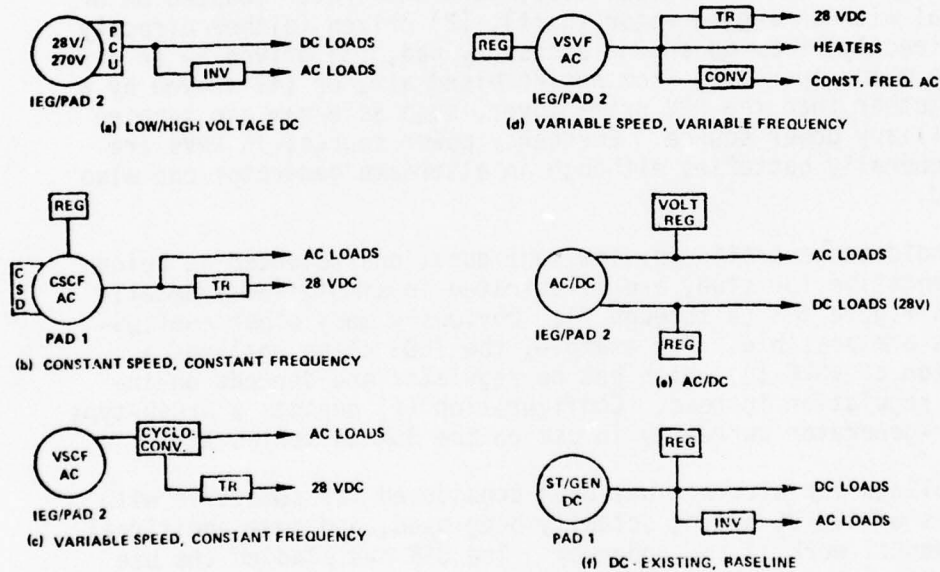 28V/
270V
PCU
DC LOADS
INV
AC LOADS
IEG/PAD 2
(a) LOW/HIGH VOLTAGE DC
REG
CSD
CSCF
AC
AC LOADS
TR
28 VDC
PAD 1
(b) CONSTANT SPEED, CONSTANT FREQUENCY
VSCF
AC
CYCLO-
CONV.
AC LOADS
TR
28 VDC
IEG/PAD 2
(c) VARIABLE SPEED, CONSTANT FREQUENCY
REG
VSVF
AC
TR
28 VDC
HEATERS
CONV
CONST. FREQ. AC
IEG/PAD 2
(d) VARIABLE SPEED, VARIABLE FREQUENCY
VOLT
REG
AC/DC
AC LOADS
DC LOADS (28V)
IEG/PAD 2
REG
(e) AC/DC
REG
ST/GEN
DC
DC LOADS
INV
AC LOADS
PAD 1
(f) DC-EXISTING, BASELINE